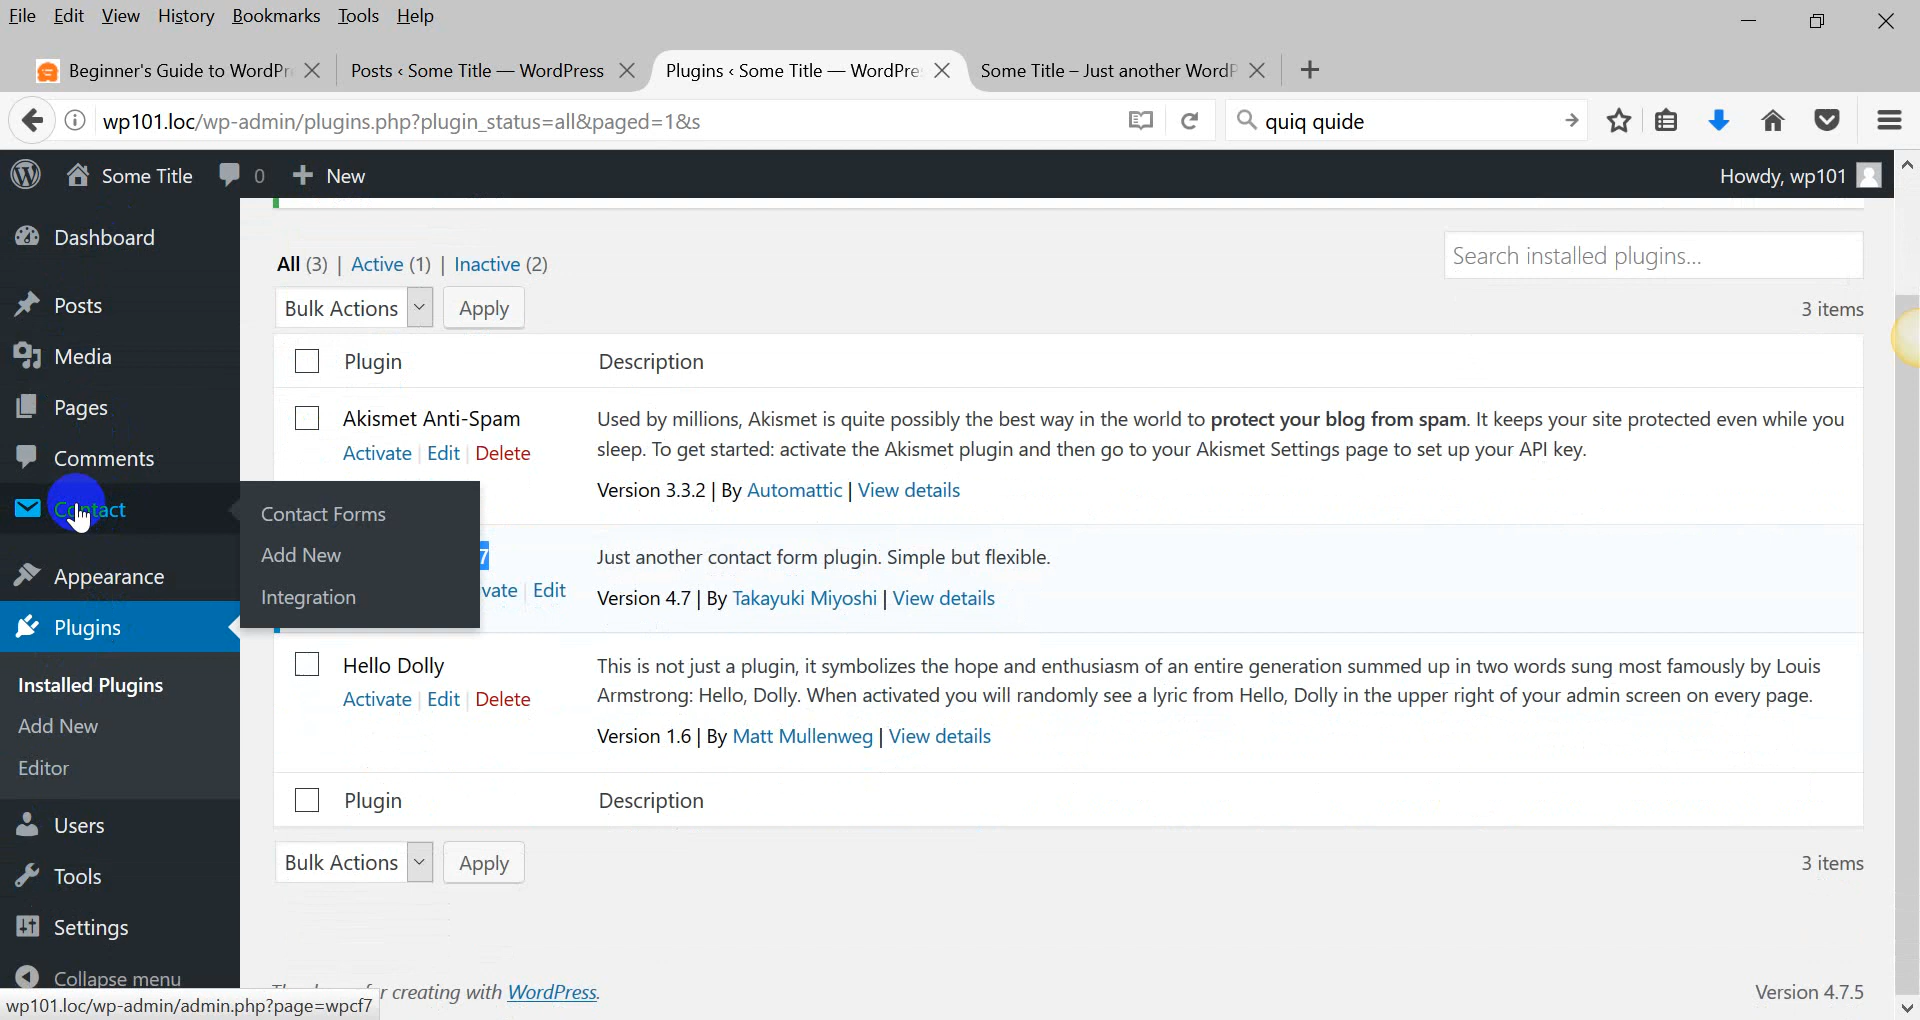 File Edit View History Bookmarks Tools Help
Beginner's Guide to WordPr
Posts ‹ Some Title — WordPress
Plugins ‹ Some Title — WordPre
Some Title – Just another WordP
wp101.loc/wp-admin/plugins.php?plugin_status=all&paged=1&s
quiq quide
Some Title 0 New
Howdy, wp101
Dashboard
Posts
Media
Pages
Comments
Contact
Contact Forms
Add New
Integration
Appearance
Plugins
Installed Plugins
Add New
Editor
Users
Tools
Settings
Collapse menu
All (3) | Active (1) | Inactive (2)
Search installed plugins...
Bulk Actions Apply
3 items
Plugin Description
Akismet Anti-Spam
Activate | Edit | Delete
Used by millions, Akismet is quite possibly the best way in the world to protect your blog from spam. It keeps your site protected even while you
sleep. To get started: activate the Akismet plugin and then go to your Akismet Settings page to set up your API key.
Version 3.3.2 | By Automattic | View details
7
vate | Edit
Just another contact form plugin. Simple but flexible.
Version 4.7 | By Takayuki Miyoshi | View details
Hello Dolly
Activate | Edit | Delete
This is not just a plugin, it symbolizes the hope and enthusiasm of an entire generation summed up in two words sung most famously by Louis
Armstrong: Hello, Dolly. When activated you will randomly see a lyric from Hello, Dolly in the upper right of your admin screen on every page.
Version 1.6 | By Matt Mullenweg | View details
Plugin Description
Bulk Actions Apply
3 items
r creating with WordPress.
Version 4.7.5
wp101.loc/wp-admin/admin.php?page=wpcf7